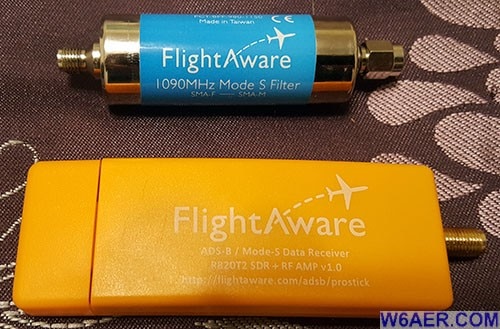 Made in Taiwan
FlightAware
1090MHz Mode S Filter
SMA-F SMA-M
FlightAware
ADS-B / Mode-S Data Receiver
R820T2 SDR + RF AMP v1.0
http://flightaware.com/adsb/prostick
W6AER.COM